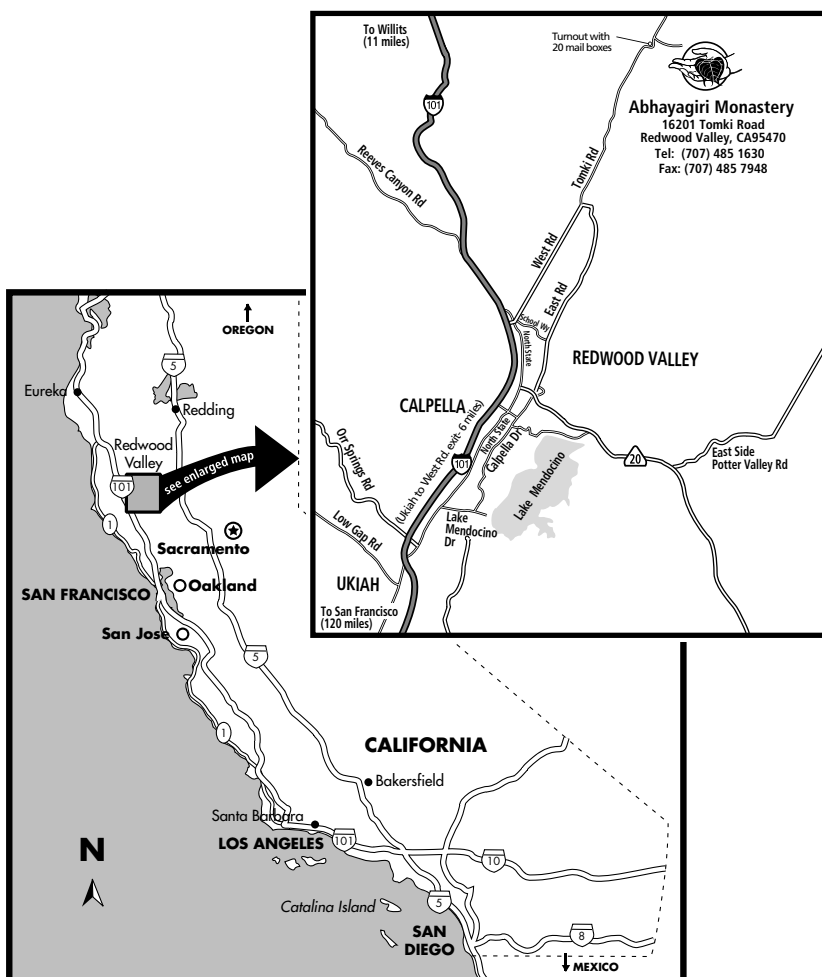 To Willits
(11 miles)
Turnout with
20 mail boxes
Abhayagiri Monastery
16201 Tomki Road
Redwood Valley, CA95470
Tel: (707) 485 1630
Fax: (707) 485 7948
101
Reeves Canyon Rd
Tomki Rd
West Rd
East Rd
School Wy
North State
REDWOOD VALLEY
CALPELLA
(Ukiah to West Rd. exit- 6 miles)
North State
Calpella Dr
101
20
East Side
Potter Valley Rd
Orr Springs Rd
Low Gap Rd
Lake Mendocino
Lake
Mendocino
Dr
UKIAH
To San Francisco
(120 miles)
OREGON
5
Eureka
Redding
Redwood
Valley
see enlarged map
101
1
Sacramento
Oakland
SAN FRANCISCO
San Jose
5
1
CALIFORNIA
Bakersfield
Santa Barbara
LOS ANGELES
101
10
N
Catalina Island
5
SAN
DIEGO
8
MEXICO